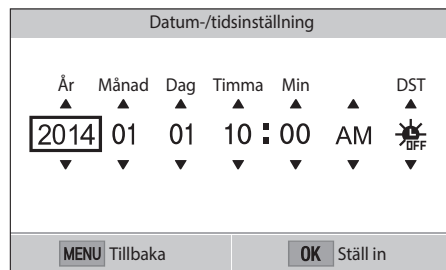 Datum-/tidsinställning
År Månad Dag Timma Min DST
2014 01 01 10 : 00 AM OFF
MENU Tillbaka OK Ställ in